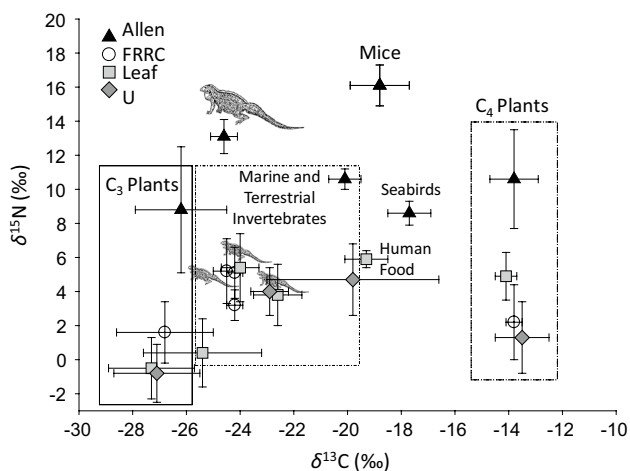 20
18
16
14
12
10
8
6
4
2
0
-2
δ¹⁵N (‰)
Allen
FRRC
Leaf
U
Mice
C₄ Plants
C₃ Plants
Marine and
Terrestrial
Invertebrates
Seabirds
Human
Food
-30 -28 -26 -24 -22 -20 -18 -16 -14 -12 -10
δ¹³C (‰)